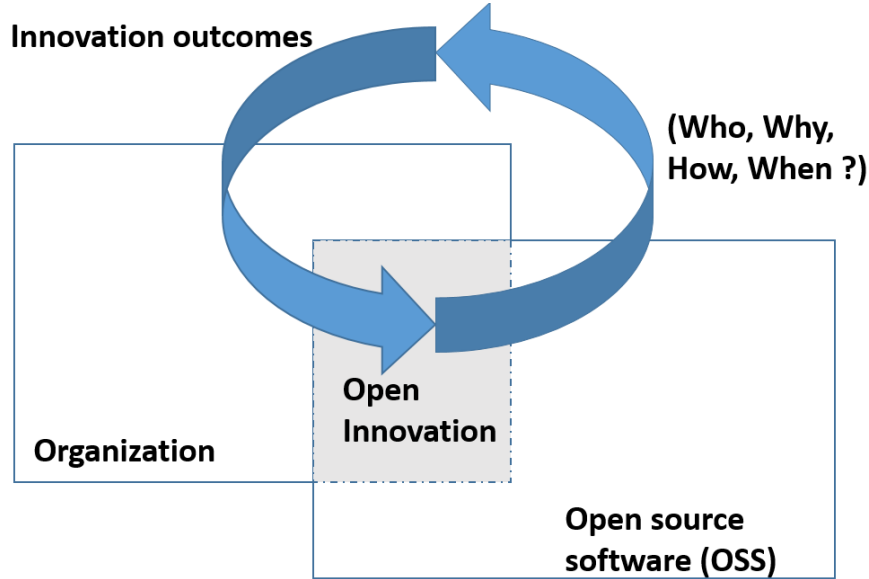 Innovation outcomes
(Who, Why,
How, When ?)
Open
Innovation
Organization
Open source
software (OSS)